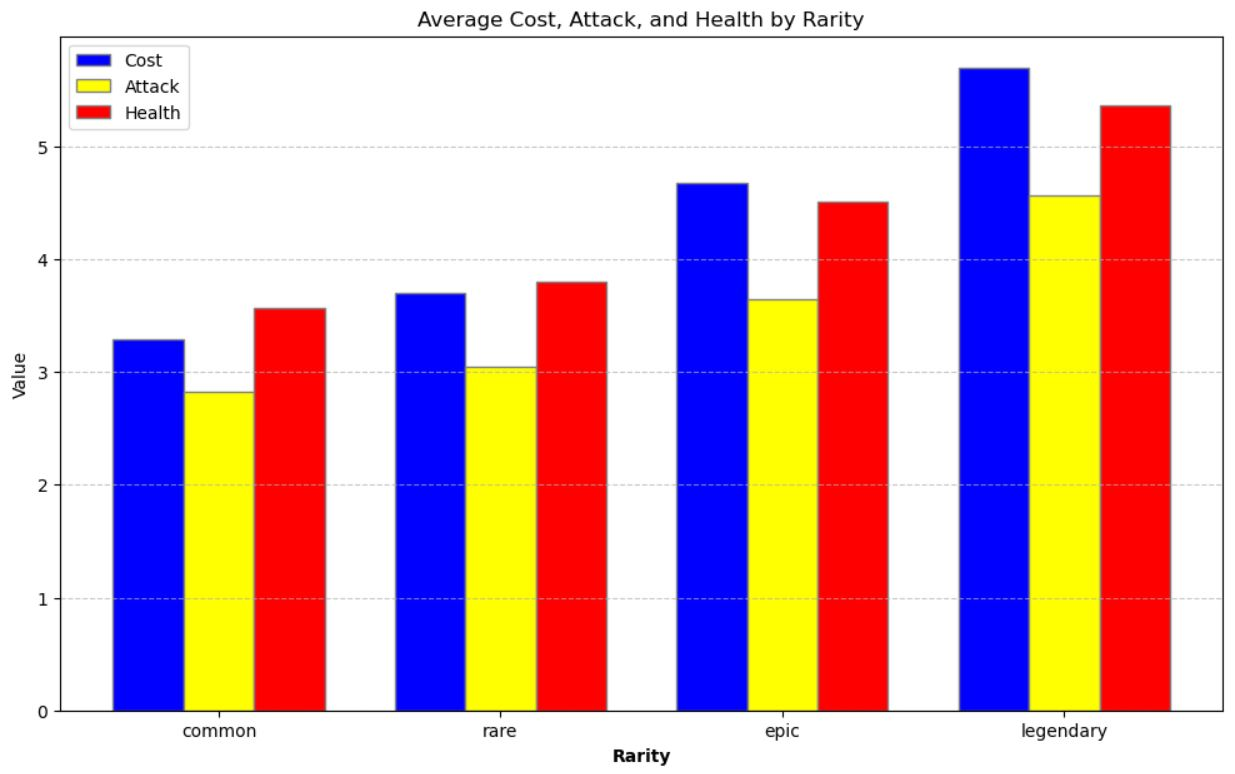 Average Cost, Attack, and Health by Rarity
Cost
Attack
Health
Value
5
4
3
2
1
0
common rare epic legendary
Rarity